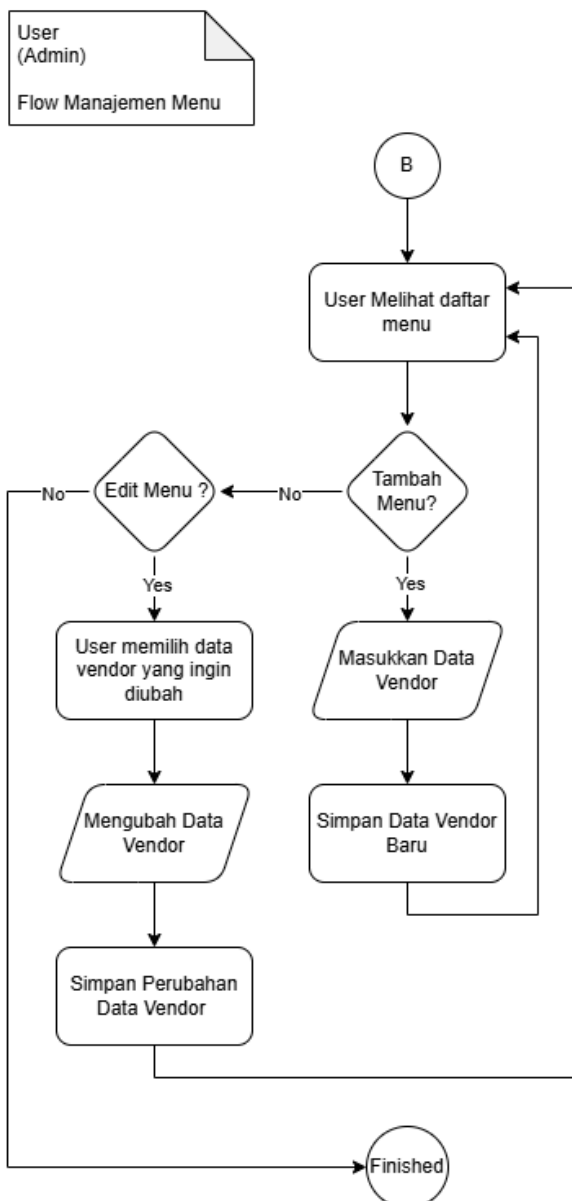 User
(Admin)
Flow Manajemen Menu
B
User Melihat daftar
menu
Tambah
Menu?
No
Edit Menu ?
No
Yes
Yes
User memilih data
vendor yang ingin
diubah
Masukkan Data
Vendor
Mengubah Data
Vendor
Simpan Data Vendor
Baru
Simpan Perubahan
Data Vendor
Finished